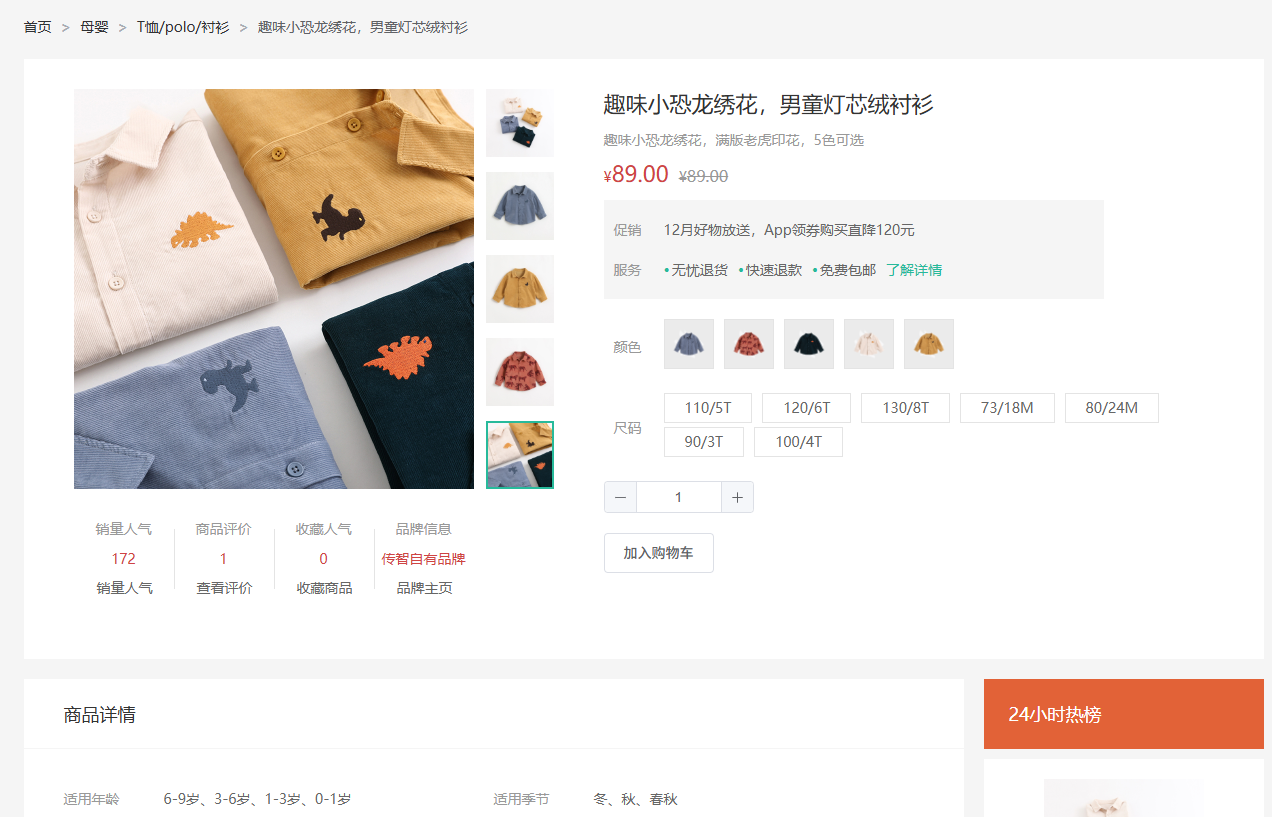 首页 > 母婴 > T恤/polo/衬衫 > 趣味小恐龙绣花，男童灯芯绒衬衫
趣味小恐龙绣花，男童灯芯绒衬衫
趣味小恐龙绣花，满版老虎印花，5色可选
¥89.00 ¥89.00
促销 12月好物放送，App领券购买直降120元
服务 •无忧退货 •快速退款 •免费包邮 了解详情
颜色
尺码
110/5T 120/6T 130/8T 73/18M 80/24M
90/3T 100/4T
1
加入购物车
销量人气 商品评价 收藏人气 品牌信息
172 1 0 传智自有品牌
销量人气 查看评价 收藏商品 品牌主页
商品详情
适用年龄 6-9岁、3-6岁、1-3岁、0-1岁 适用季节 冬、秋、春秋
24小时热榜